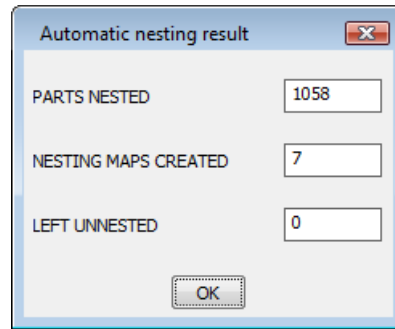 Automatic nesting result
PARTS NESTED 1058
NESTING MAPS CREATED 7
LEFT UNNESTED 0
OK